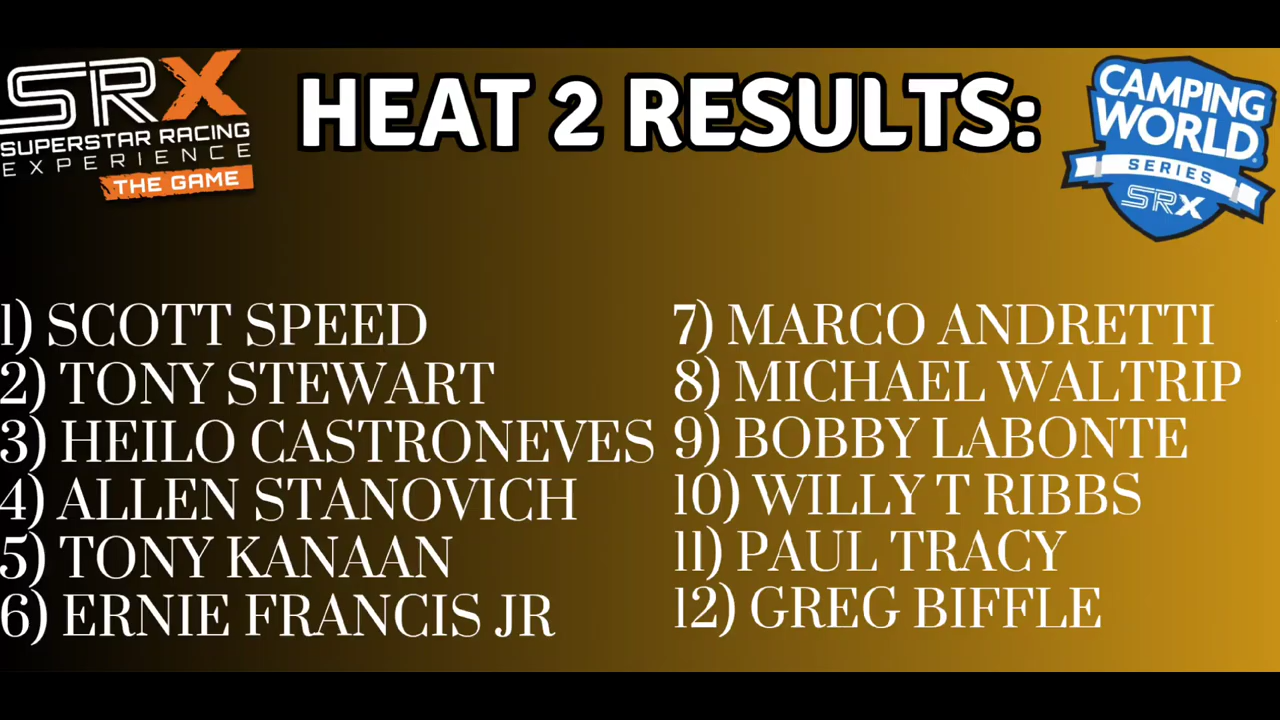 SRX
SUPERSTAR RACING
EXPERIENCE
THE GAME
HEAT 2 RESULTS:
CAMPING
WORLD
SERIES
SRX
1) SCOTT SPEED
2) TONY STEWART
3) HEILO CASTRONEVES
4) ALLEN STANOVICH
5) TONY KANAAN
6) ERNIE FRANCIS JR
7) MARCO ANDRETTI
8) MICHAEL WALTRIP
9) BOBBY LABONTE
10) WILLY T RIBBS
11) PAUL TRACY
12) GREG BIFFLE